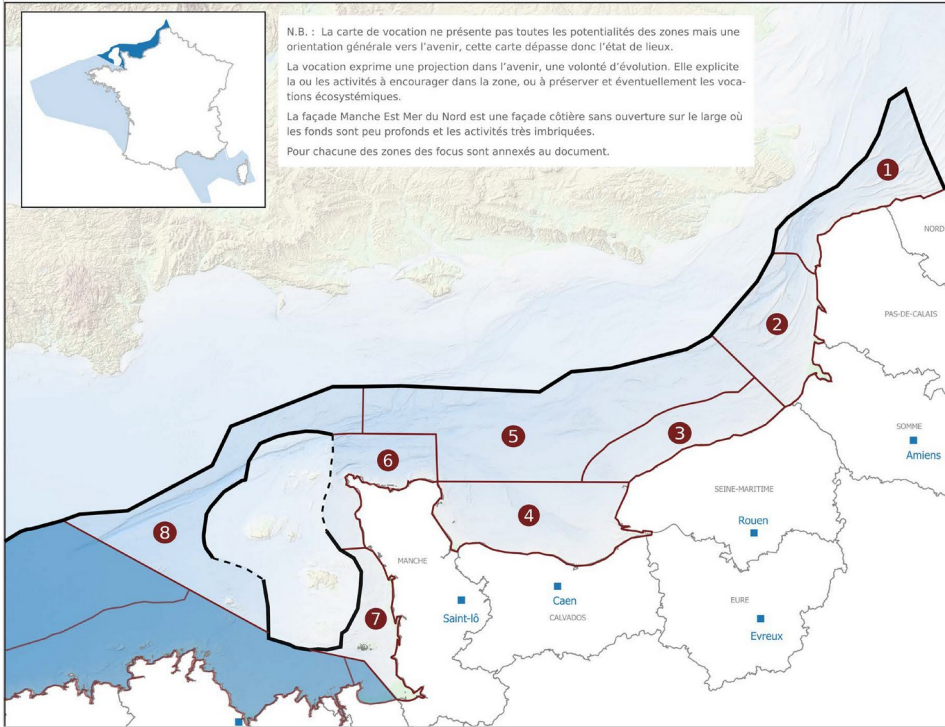 N.B. : La carte de vocation ne présente pas toutes les potentialités des zones mais une
orientation générale vers l'avenir, cette carte dépasse donc l'état de lieux.
La vocation exprime une projection dans l'avenir, une volonté d'évolution. Elle explicite
la ou les activités à encourager dans la zone, ou à préserver et éventuellement les voca-
tions écosystémiques.
La façade Manche Est Mer du Nord est une façade côtière sans ouverture sur le large où
les fonds sont peu profonds et les activités très imbriquées.
Pour chacune des zones des focus sont annexés au document.
1
NORD
2
PAS-DE-CALAIS
3
SOMME
Amiens
5
6
SEINE-MARITIME
4
Rouen
8
MANCHE
Caen
CALVADOS
Saint-lô
EURE
7
Evreux